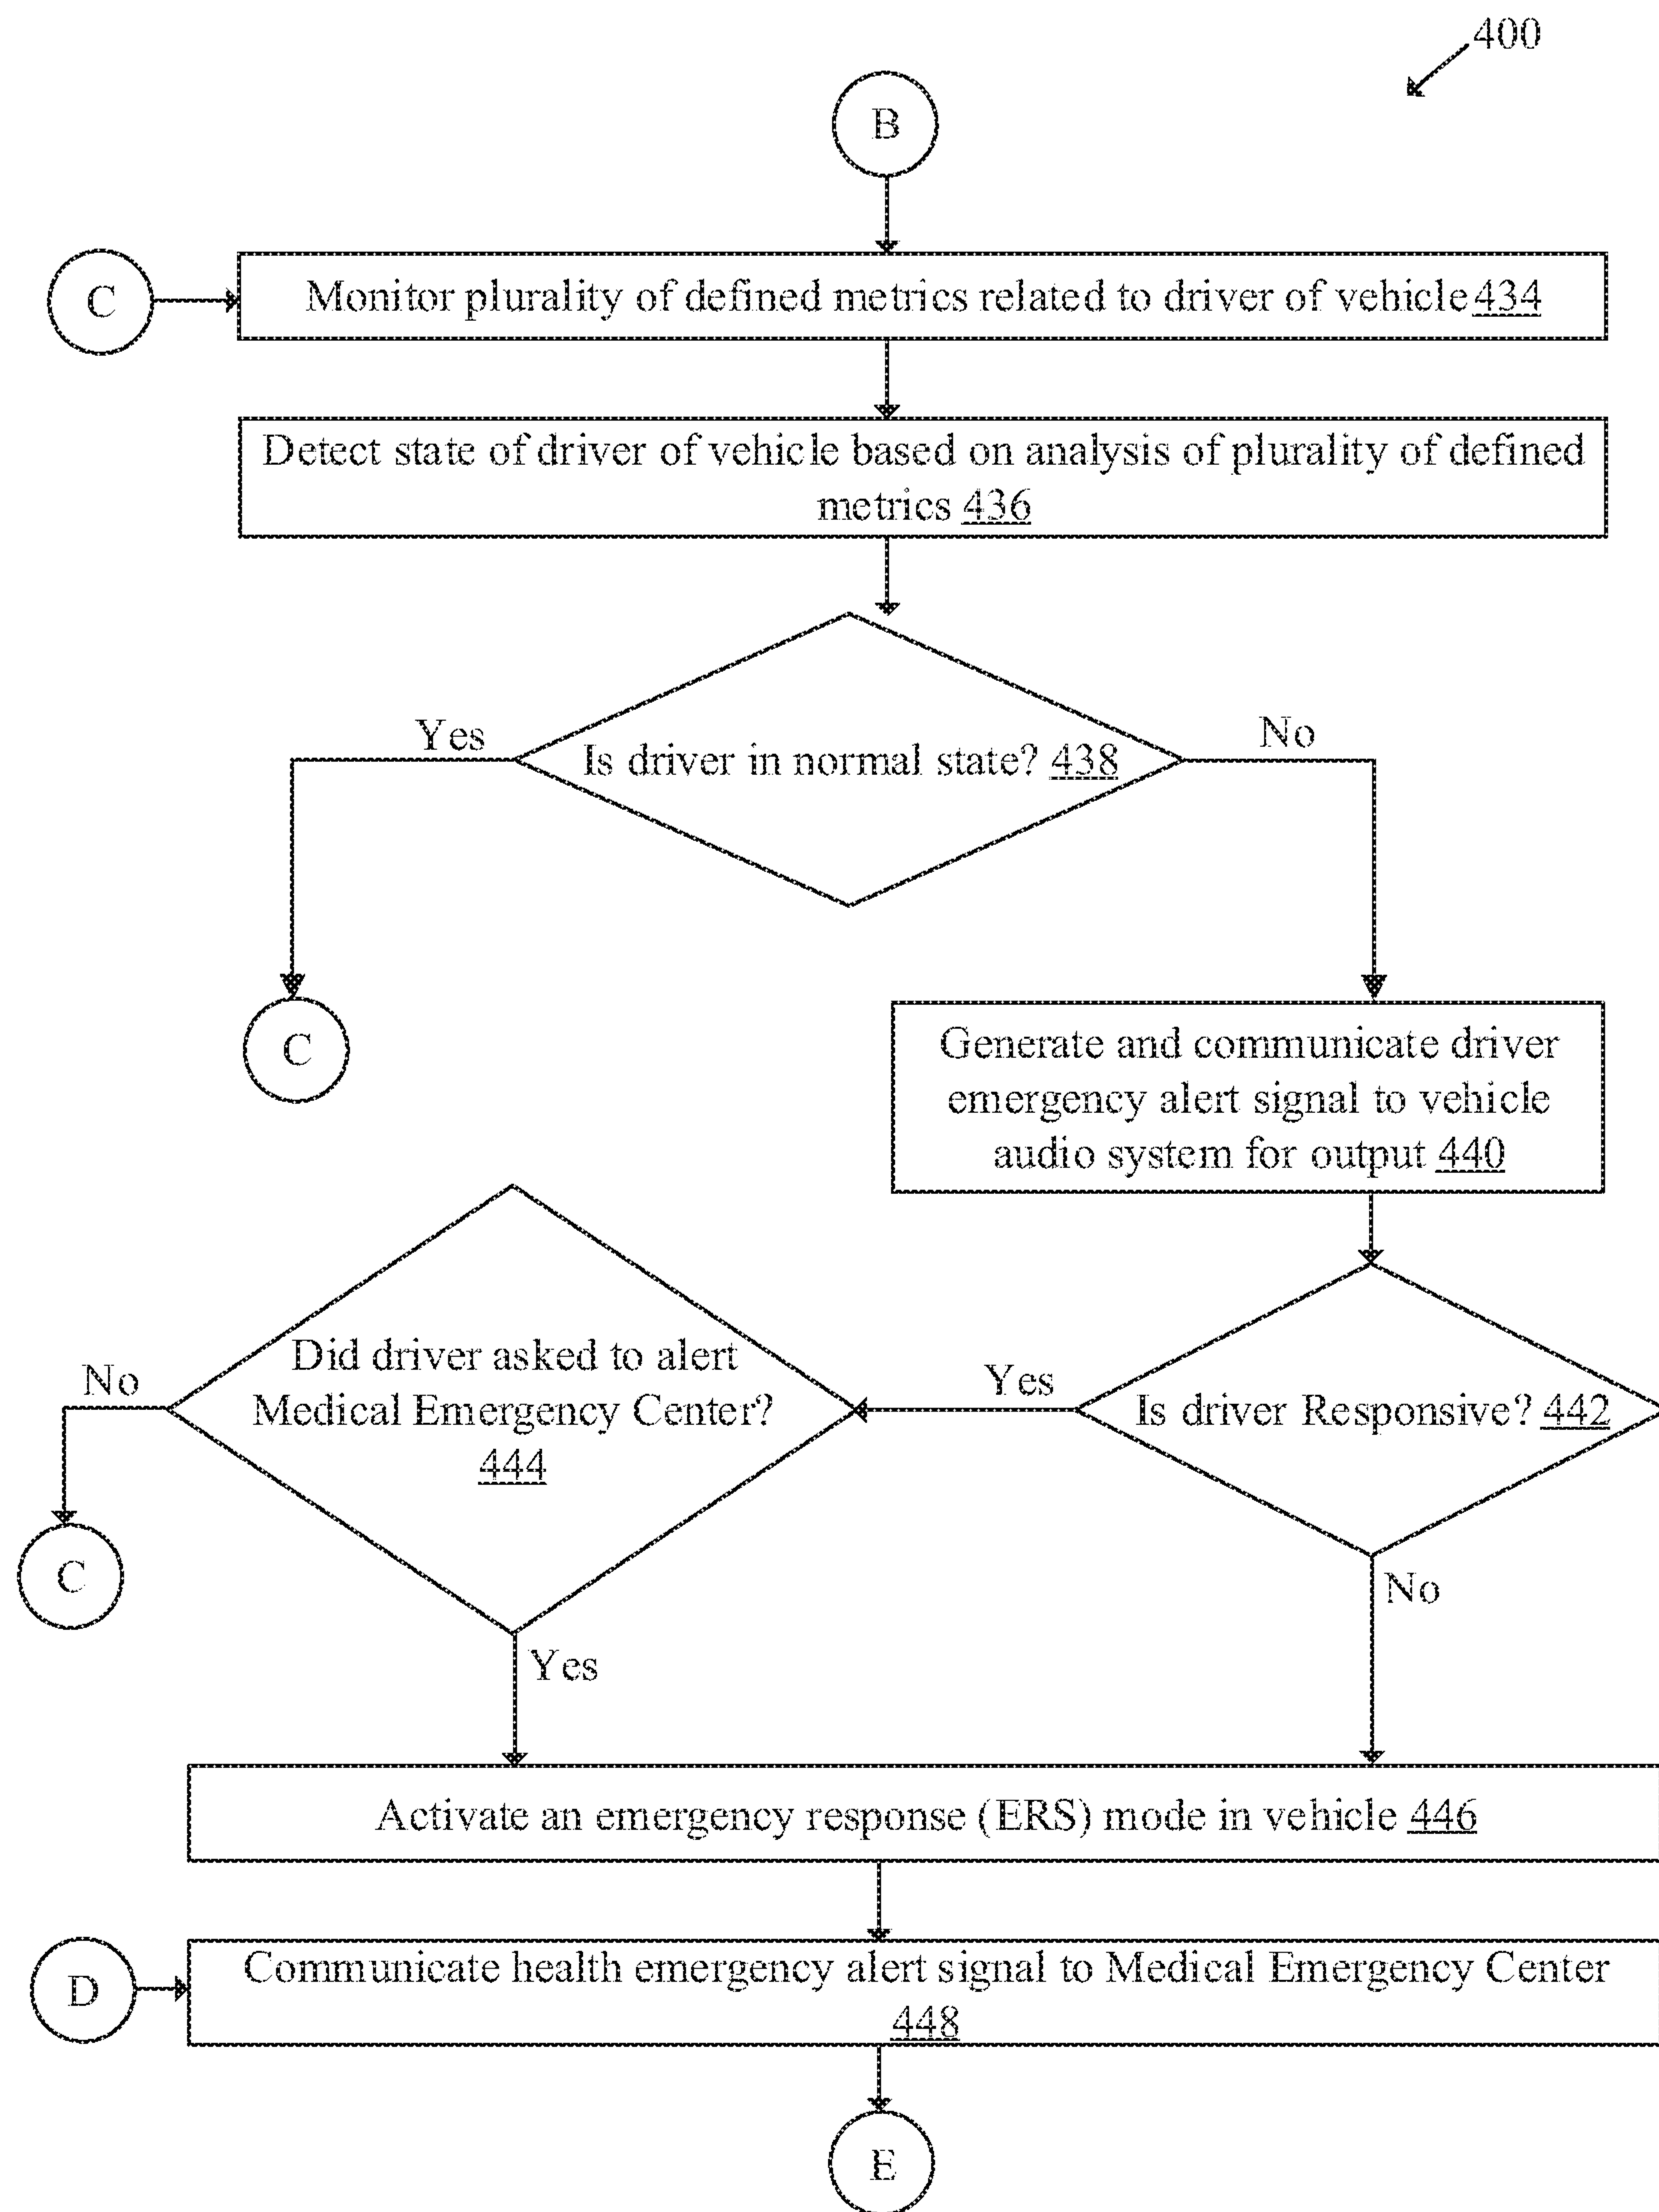 400
B
C
Monitor plurality of defined metrics related to driver of vehicle 434
Detect state of driver of vehicle based on analysis of plurality of defined
metrics 436
Yes
No
Is driver in normal state? 438
C
Generate and communicate driver
emergency alert signal to vehicle
audio system for output 440
No
Did driver asked to alert
Medical Emergency Center?
444
Yes
Is driver Responsive? 442
C
Yes
No
Activate an emergency response (ERS) mode in vehicle 446
D
Communicate health emergency alert signal to Medical Emergency Center
448
E